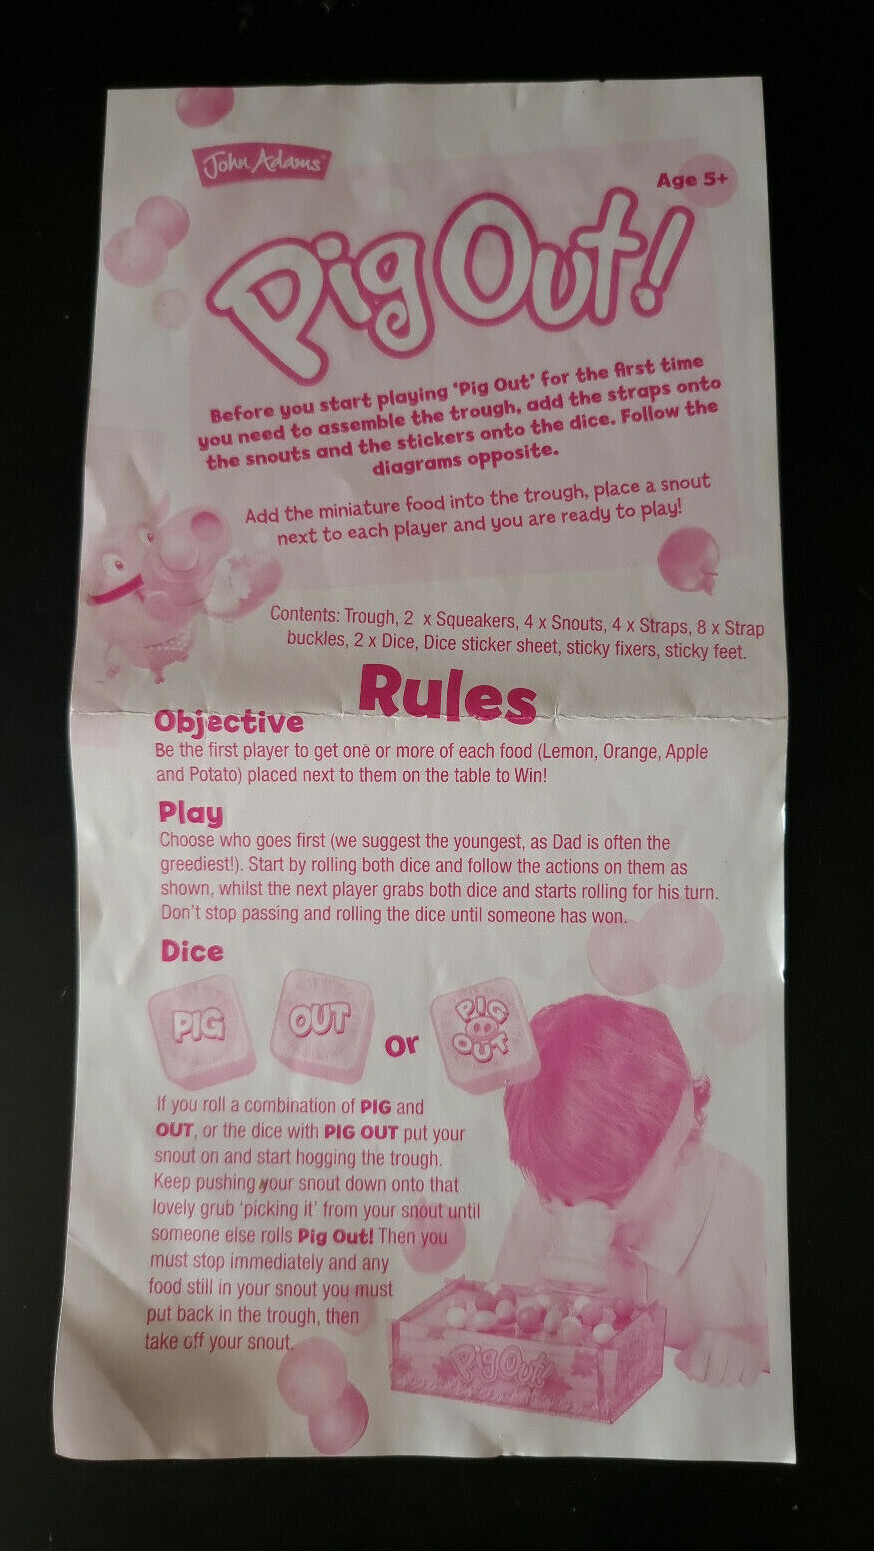 John Adams
Age 5+
Pig Out!
Before you start playing 'Pig Out' for the first time
you need to assemble the trough, add the straps onto
the snouts and the stickers onto the dice. Follow the
diagrams opposite.
Add the miniature food into the trough, place a snout
next to each player and you are ready to play!
Contents: Trough, 2 x Squeakers, 4 x Snouts, 4 x Straps, 8 x Strap
buckles, 2 x Dice, Dice sticker sheet, sticky fixers, sticky feet.
Rules
Objective
Be the first player to get one or more of each food (Lemon, Orange, Apple
and Potato) placed next to them on the table to Win!
Play
Choose who goes first (we suggest the youngest, as Dad is often the
greediest!). Start by rolling both dice and follow the actions on them as
shown, whilst the next player grabs both dice and starts rolling for his turn.
Don't stop passing and rolling the dice until someone has won.
Dice
PIG OUT or PIG OUT
If you roll a combination of PIG and
OUT, or the dice with PIG OUT put your
snout on and start hogging the trough.
Keep pushing your snout down onto that
lovely grub 'picking it' from your snout until
someone else rolls Pig Out! Then you
must stop immediately and any
food still in your snout you must
put back in the trough, then
take off your snout.
Pig Out!